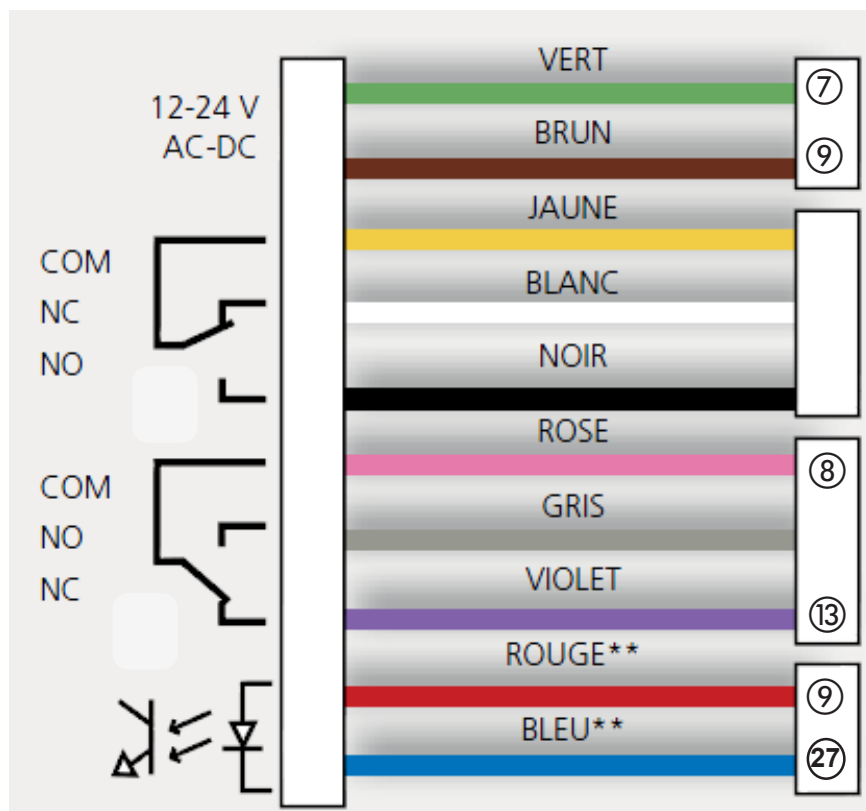 12-24 V
AC-DC
VERT
⑦
BRUN
⑨
JAUNE
COM
BLANC
NC
NOIR
NO
ROSE
⑧
COM
GRIS
NO
VIOLET
NC
⑬
ROUGE**
⑨
BLEU**
㉗